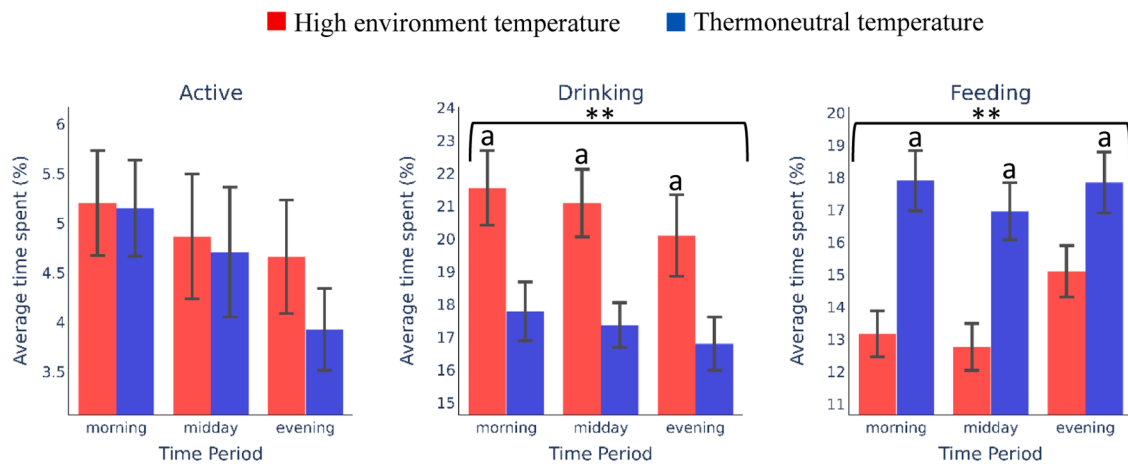 High environment temperature
Thermoneutral temperature
Active
6
5.5
5
4.5
4
3.5
Average time spent (%)
morning
midday
evening
Time Period
Drinking
**
a
a
a
24
23
22
21
20
19
18
17
16
15
Average time spent (%)
morning
midday
evening
Time Period
Feeding
**
a
a
a
20
19
18
17
16
15
14
13
12
11
Average time spent (%)
morning
midday
evening
Time Period